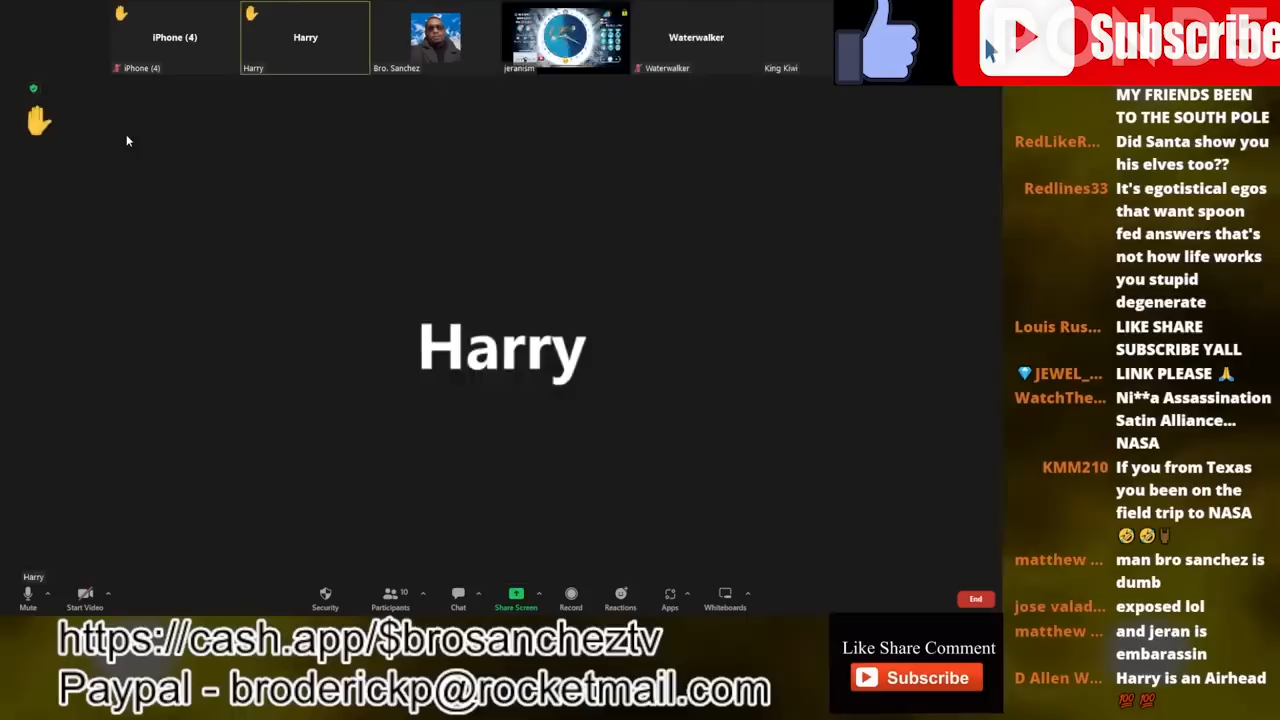 iPhone (4)
Harry
Waterwalker
iPhone (4)
Harry
Bro. Sanchez
jeranism
Waterwalker
King Kiwi
Subscribe
MY FRIENDS BEEN
TO THE SOUTH POLE
RedLikeR... Did Santa show you
his elves too??
Redlines33 It's egotistical egos
that want spoon
fed answers that's
not how life works
you stupid
degenerate
Louis Rus... LIKE SHARE
SUBSCRIBE YALL
💎JEWEL_... LINK PLEASE 🙏
WatchThe... Ni**a Assassination
Satin Alliance...
NASA
KMM210 If you from Texas
you been on the
field trip to NASA
🤣🤣🤘🏿
matthew ... man bro sanchez is
dumb
jose valad... exposed lol
matthew ... and jeran is
embarassin
D Allen W... Harry is an Airhead
💯 💯
Harry
Harry
Mute
Start Video
Security
Participants
10
Chat
Share Screen
Record
Reactions
Apps
Whiteboards
End
https://cash.app/$brosancheztv
Paypal - broderickp@rocketmail.com
Like Share Comment
Subscribe